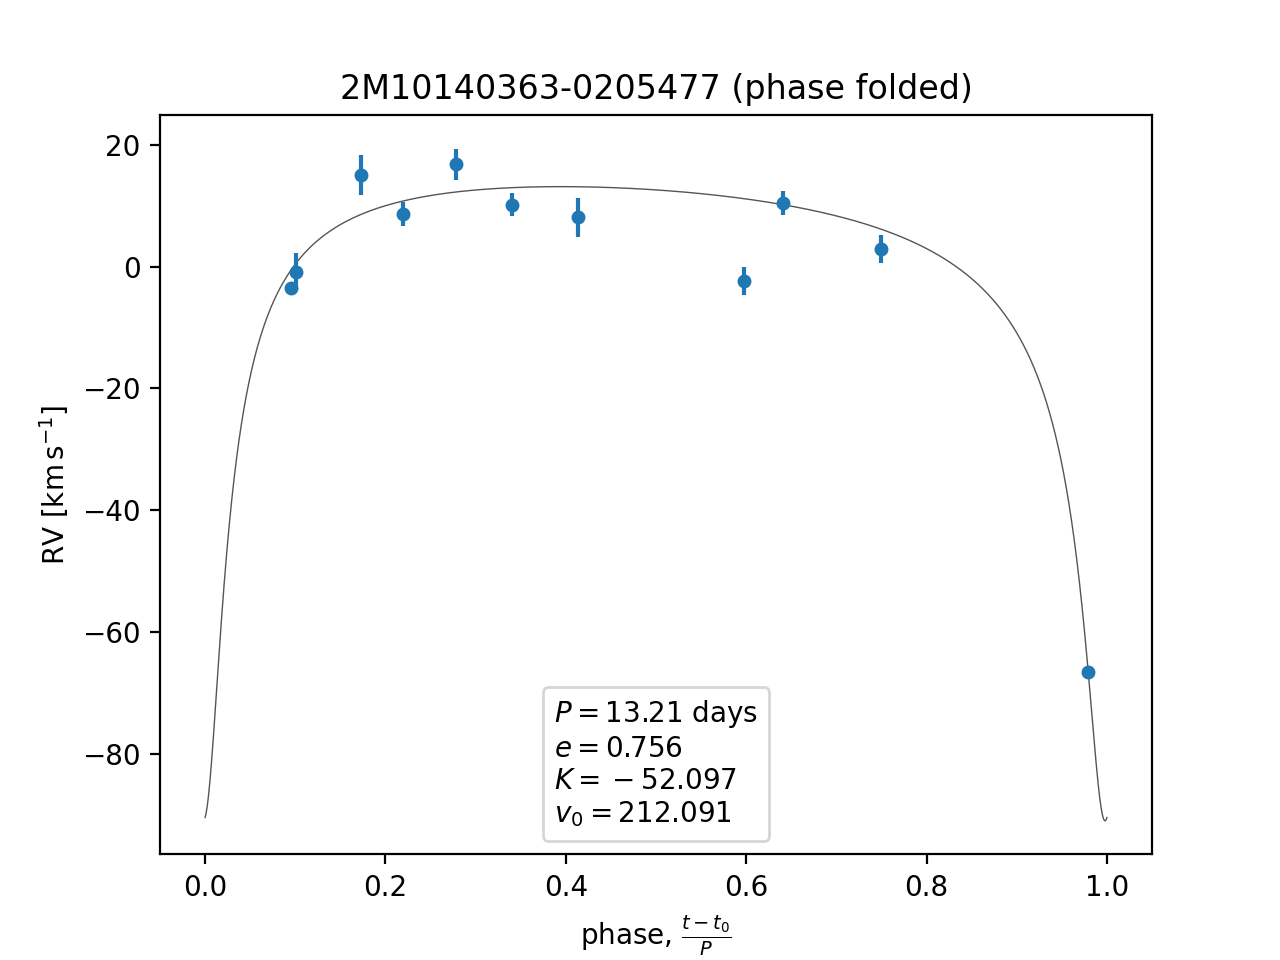 2M10140363-0205477 (phase folded)
20
0
−20
−40
−60
−80
RV [km s⁻¹]
P = 13.21 days
e = 0.756
K = −52.097
v₀ = 212.091
0.0 0.2 0.4 0.6 0.8 1.0
phase, (t − t₀)/P